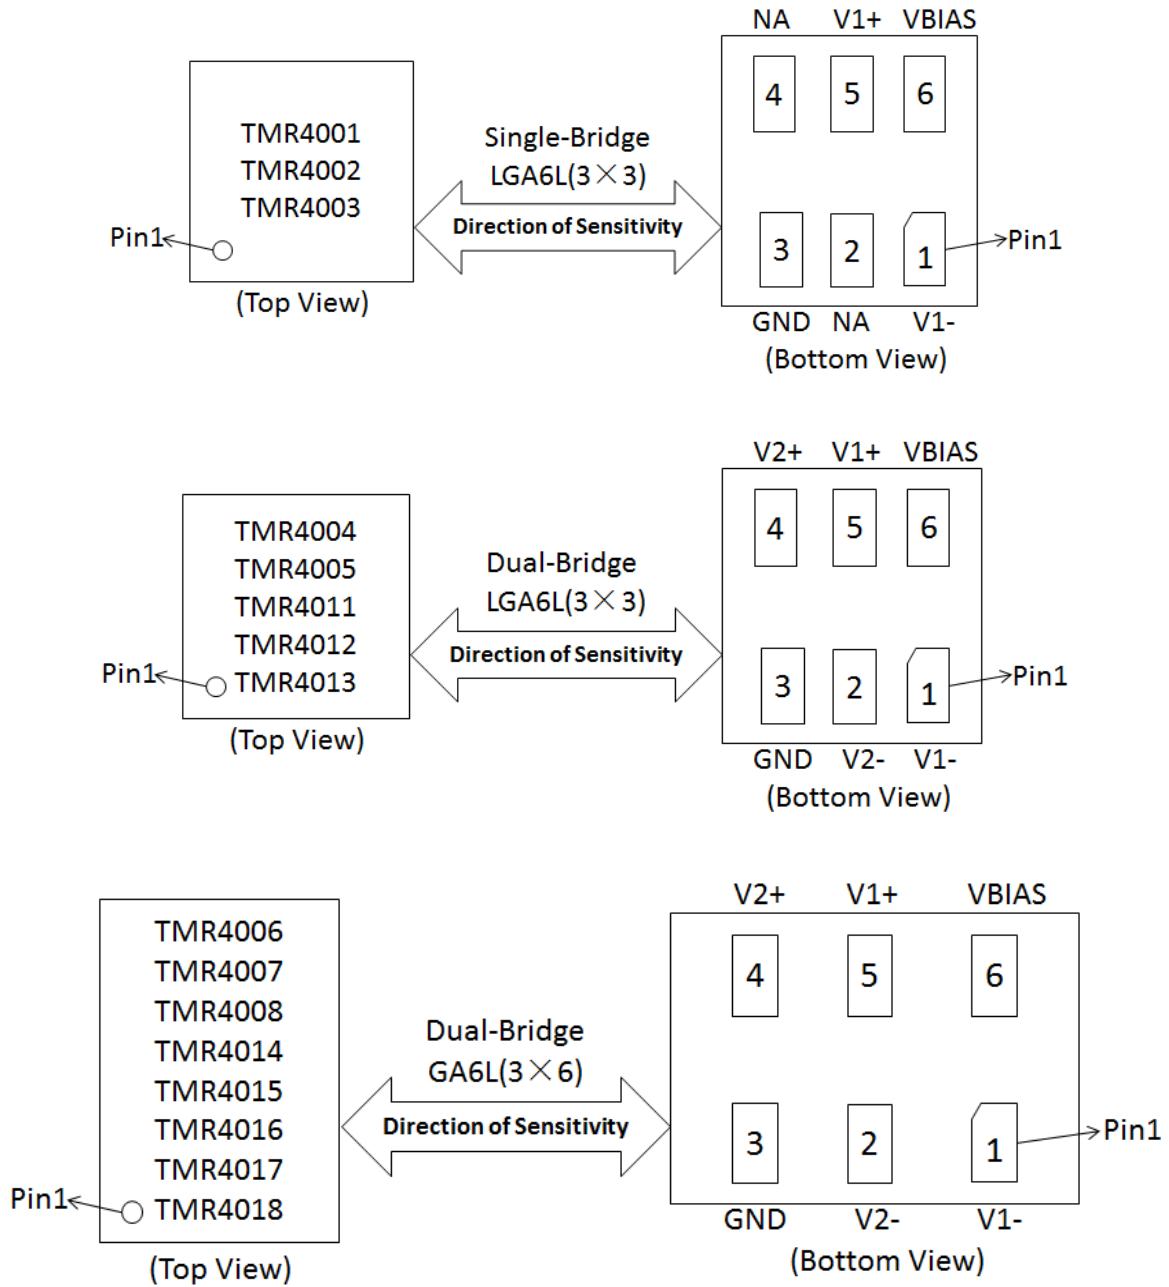 NA V1+ VBIAS
4 5 6
TMR4001
TMR4002
TMR4003
Pin1
(Top View)
Single-Bridge
LGA6L(3×3)
Direction of Sensitivity
3 2 1
Pin1
GND NA V1-
(Bottom View)
V2+ V1+ VBIAS
4 5 6
TMR4004
TMR4005
TMR4011
TMR4012
TMR4013
Pin1
(Top View)
Dual-Bridge
LGA6L(3×3)
Direction of Sensitivity
3 2 1
Pin1
GND V2- V1-
(Bottom View)
V2+ V1+ VBIAS
4 5 6
TMR4006
TMR4007
TMR4008
TMR4014
TMR4015
TMR4016
TMR4017
TMR4018
Pin1
(Top View)
Dual-Bridge
GA6L(3×6)
Direction of Sensitivity
3 2 1
Pin1
GND V2- V1-
(Bottom View)